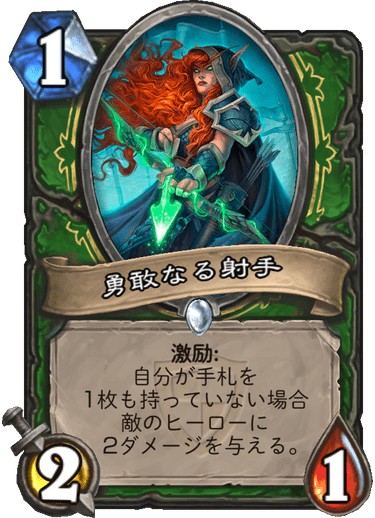 1
勇敢なる射手
激励:
自分が手札を
1枚も持っていない場合
敵のヒーローに
2ダメージを与える。
2
1